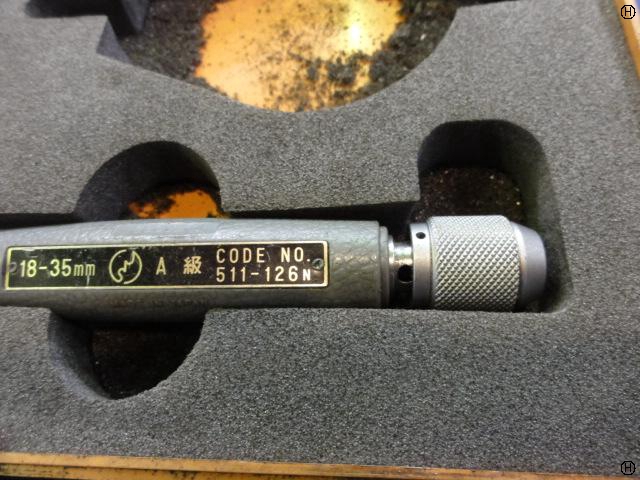 18-35mm A 級 CODE NO.
511-126N
H
H